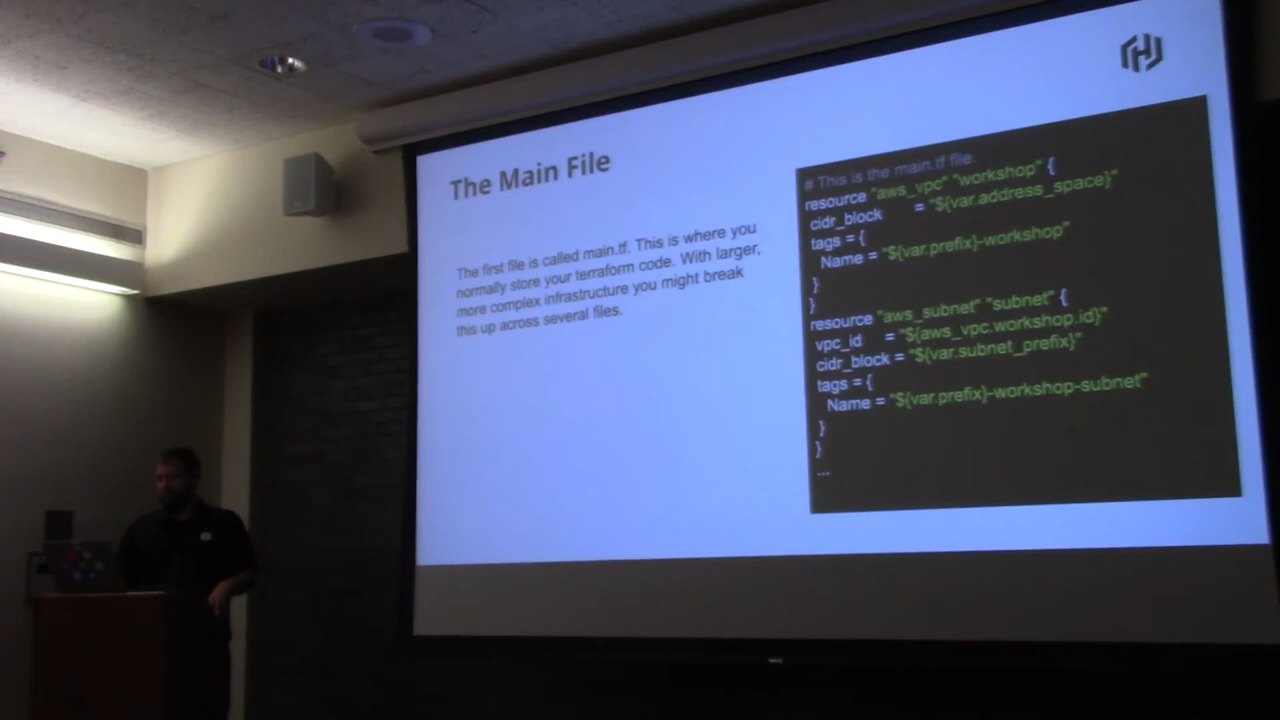 The Main File
The first file is called main.tf. This is where you
normally store your terraform code. With larger,
more complex infrastructure you might break
this up across several files.
# This is the main.tf file.
resource "aws_vpc" "workshop" {
cidr_block = "${var.address_space}"
tags = {
Name = "${var.prefix}-workshop"
}
}
resource "aws_subnet" "subnet" {
vpc_id = "${aws_vpc.workshop.id}"
cidr_block = "${var.subnet_prefix}"
tags = {
Name = "${var.prefix}-workshop-subnet"
}
}
...